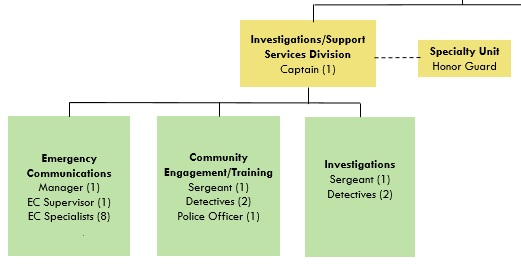 Investigations/Support
Services Division
Captain (1)
Specialty Unit
Honor Guard
Emergency
Communications
Manager (1)
EC Supervisor (1)
EC Specialists (8)
Community
Engagement/Training
Sergeant (1)
Detectives (2)
Police Officer (1)
Investigations
Sergeant (1)
Detectives (2)